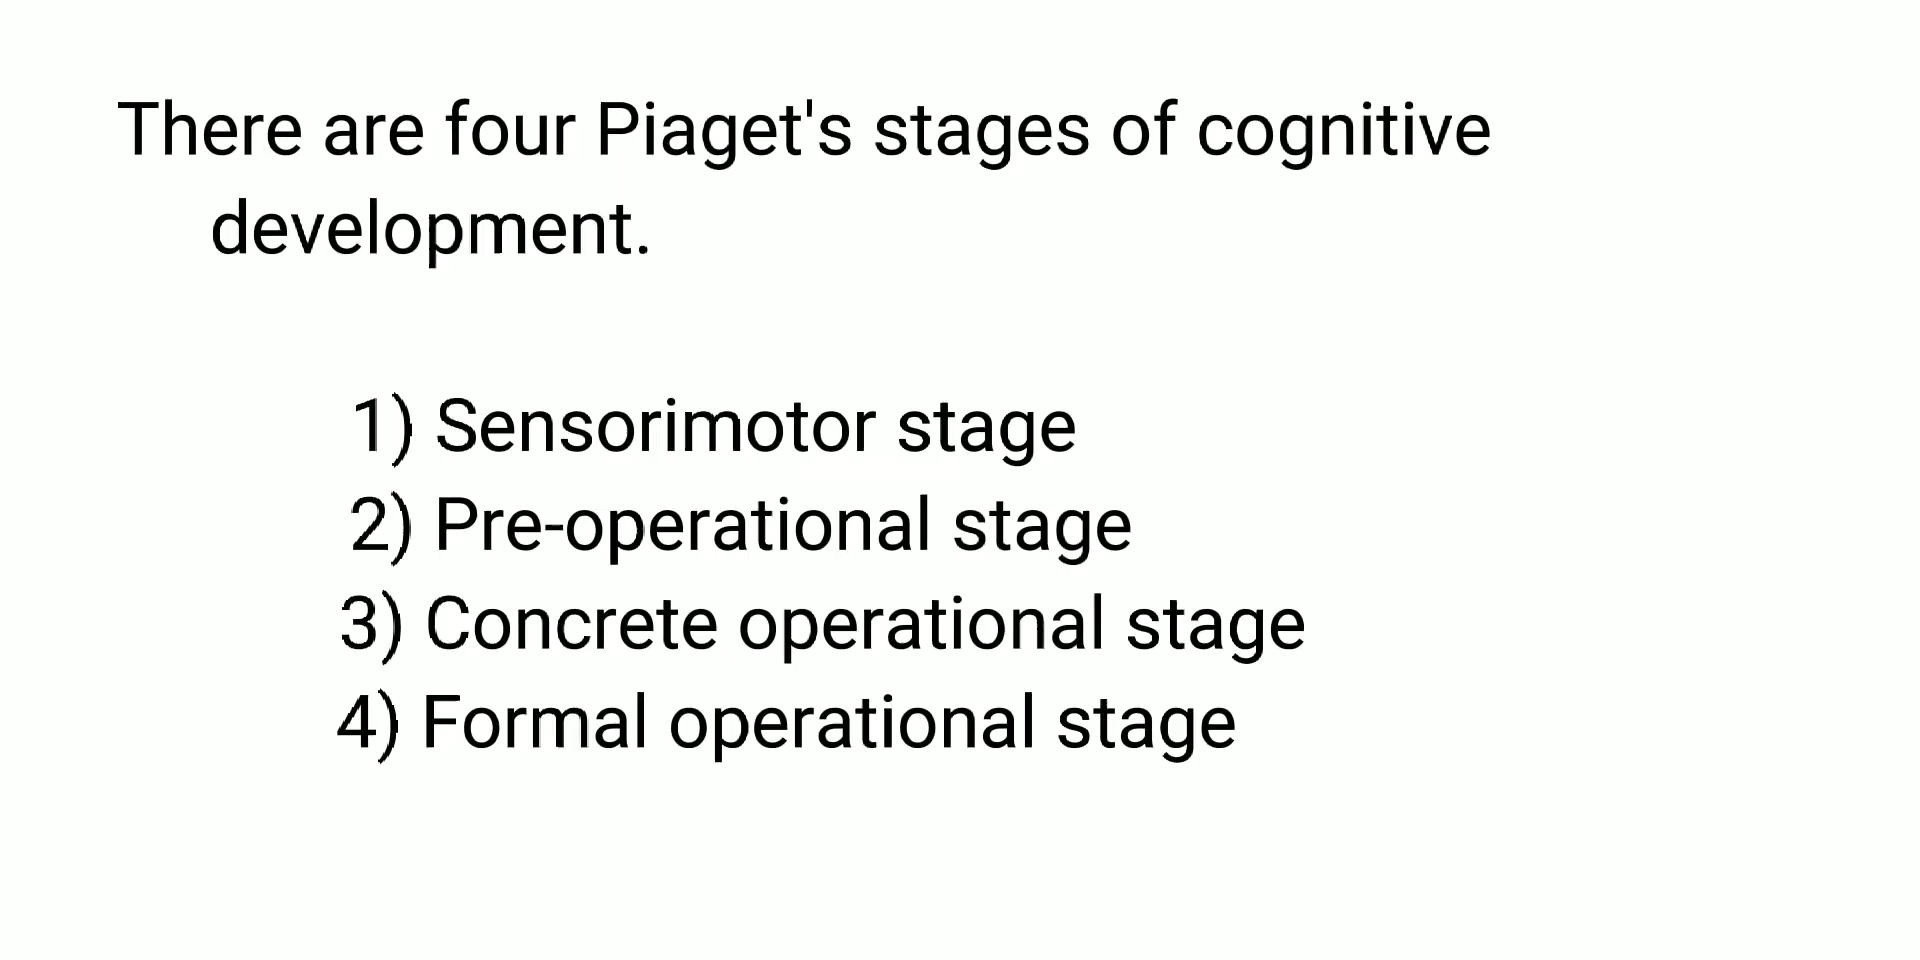 There are four Piaget's stages of cognitive
development.
1) Sensorimotor stage
2) Pre-operational stage
3) Concrete operational stage
4) Formal operational stage